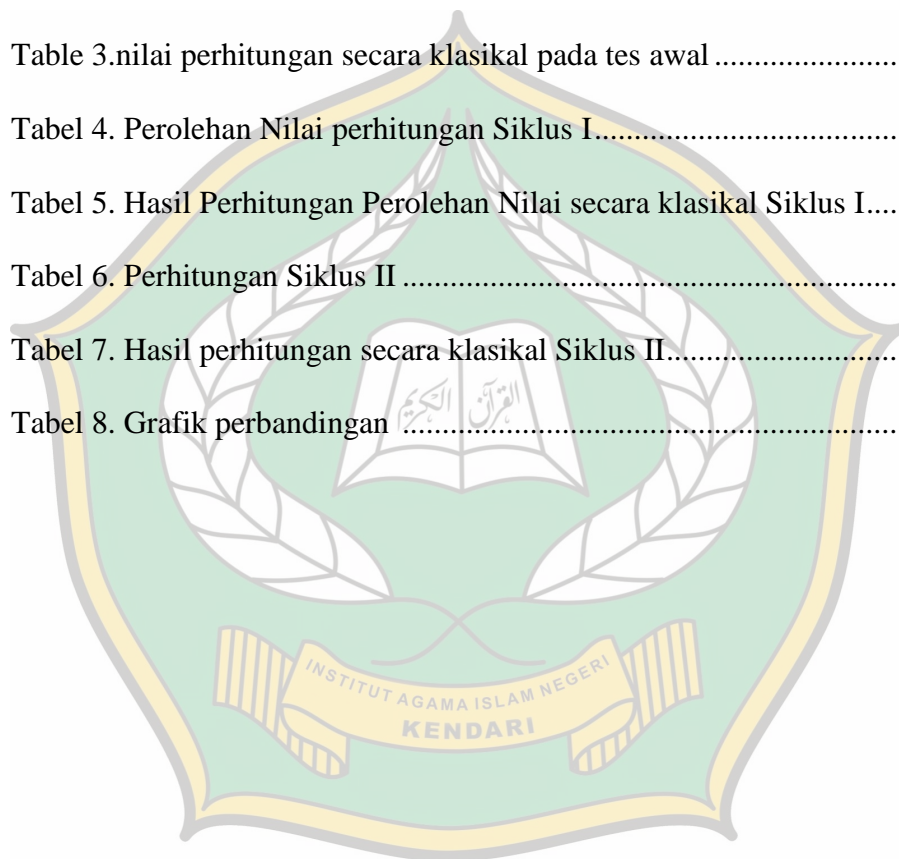 Table 3.nilai perhitungan secara klasikal pada tes awal ......................
Tabel 4. Perolehan Nilai perhitungan Siklus I.....................................
Tabel 5. Hasil Perhitungan Perolehan Nilai secara klasikal Siklus I....
Tabel 6. Perhitungan Siklus II .............................................................
Tabel 7. Hasil perhitungan secara klasikal Siklus II............................
Tabel 8. Grafik perbandingan .............................................................
القرآن الكريم
INSTITUT AGAMA ISLAM NEGERI
KENDARI